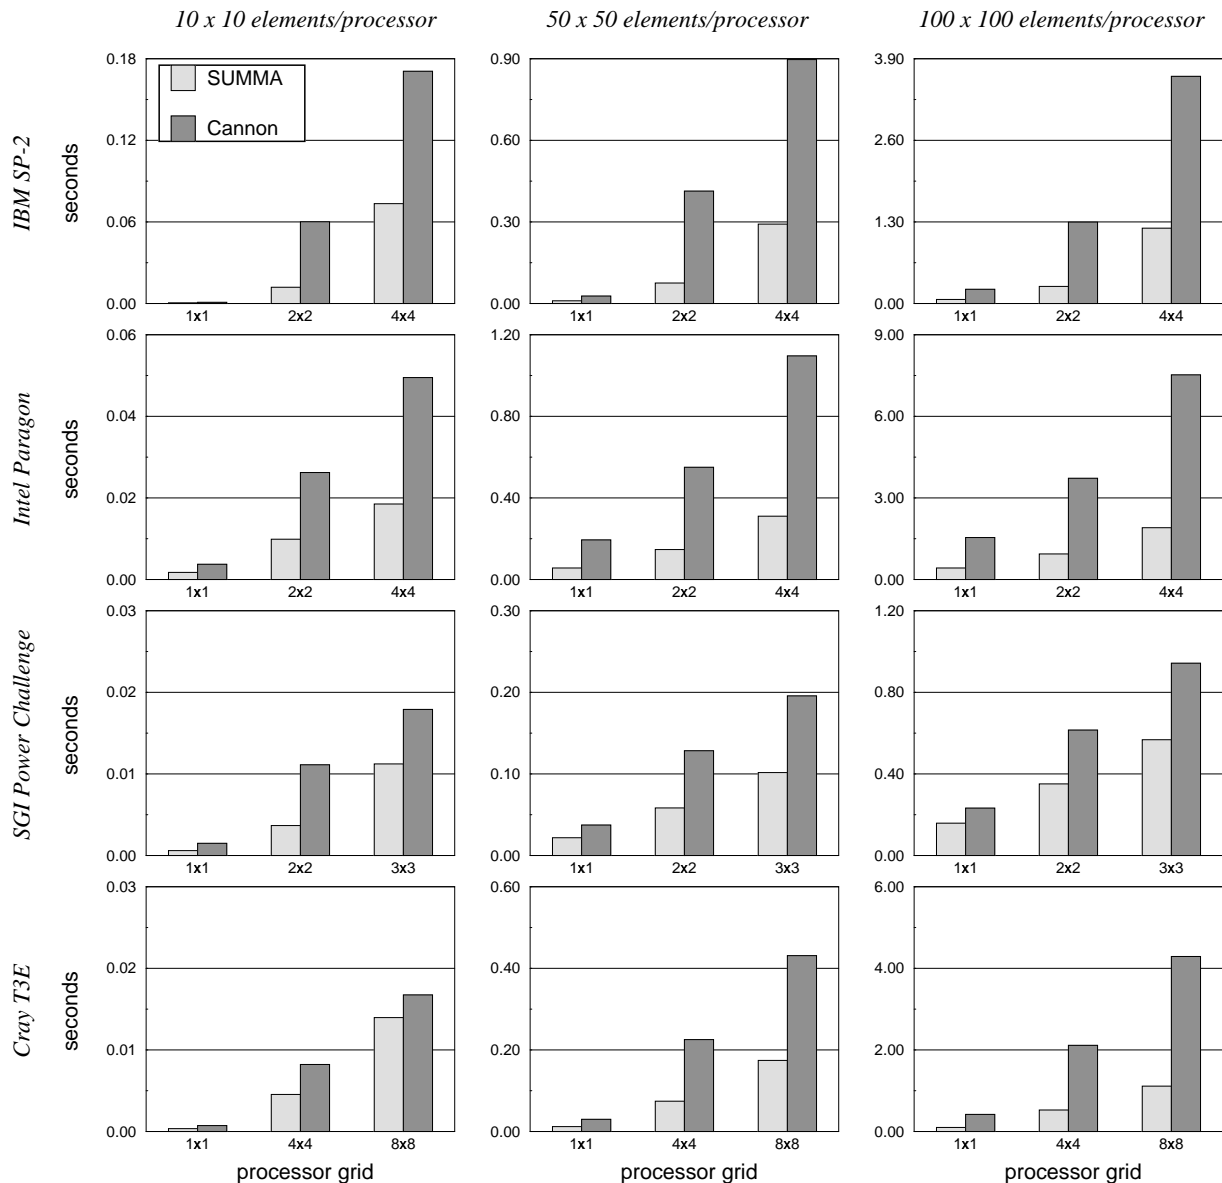 10 x 10 elements/processor 50 x 50 elements/processor 100 x 100 elements/processor
IBM SP-2
seconds
0.18
0.12
0.06
0.00
SUMMA
Cannon
1x1 2x2 4x4
0.90
0.60
0.30
0.00
1x1 2x2 4x4
3.90
2.60
1.30
0.00
1x1 2x2 4x4
Intel Paragon
seconds
0.06
0.04
0.02
0.00
1x1 2x2 4x4
1.20
0.80
0.40
0.00
1x1 2x2 4x4
9.00
6.00
3.00
0.00
1x1 2x2 4x4
SGI Power Challenge
seconds
0.03
0.02
0.01
0.00
1x1 2x2 3x3
0.30
0.20
0.10
0.00
1x1 2x2 3x3
1.20
0.80
0.40
0.00
1x1 2x2 3x3
Cray T3E
seconds
0.03
0.02
0.01
0.00
1x1 4x4 8x8
processor grid
0.60
0.40
0.20
0.00
1x1 4x4 8x8
processor grid
6.00
4.00
2.00
0.00
1x1 4x4 8x8
processor grid